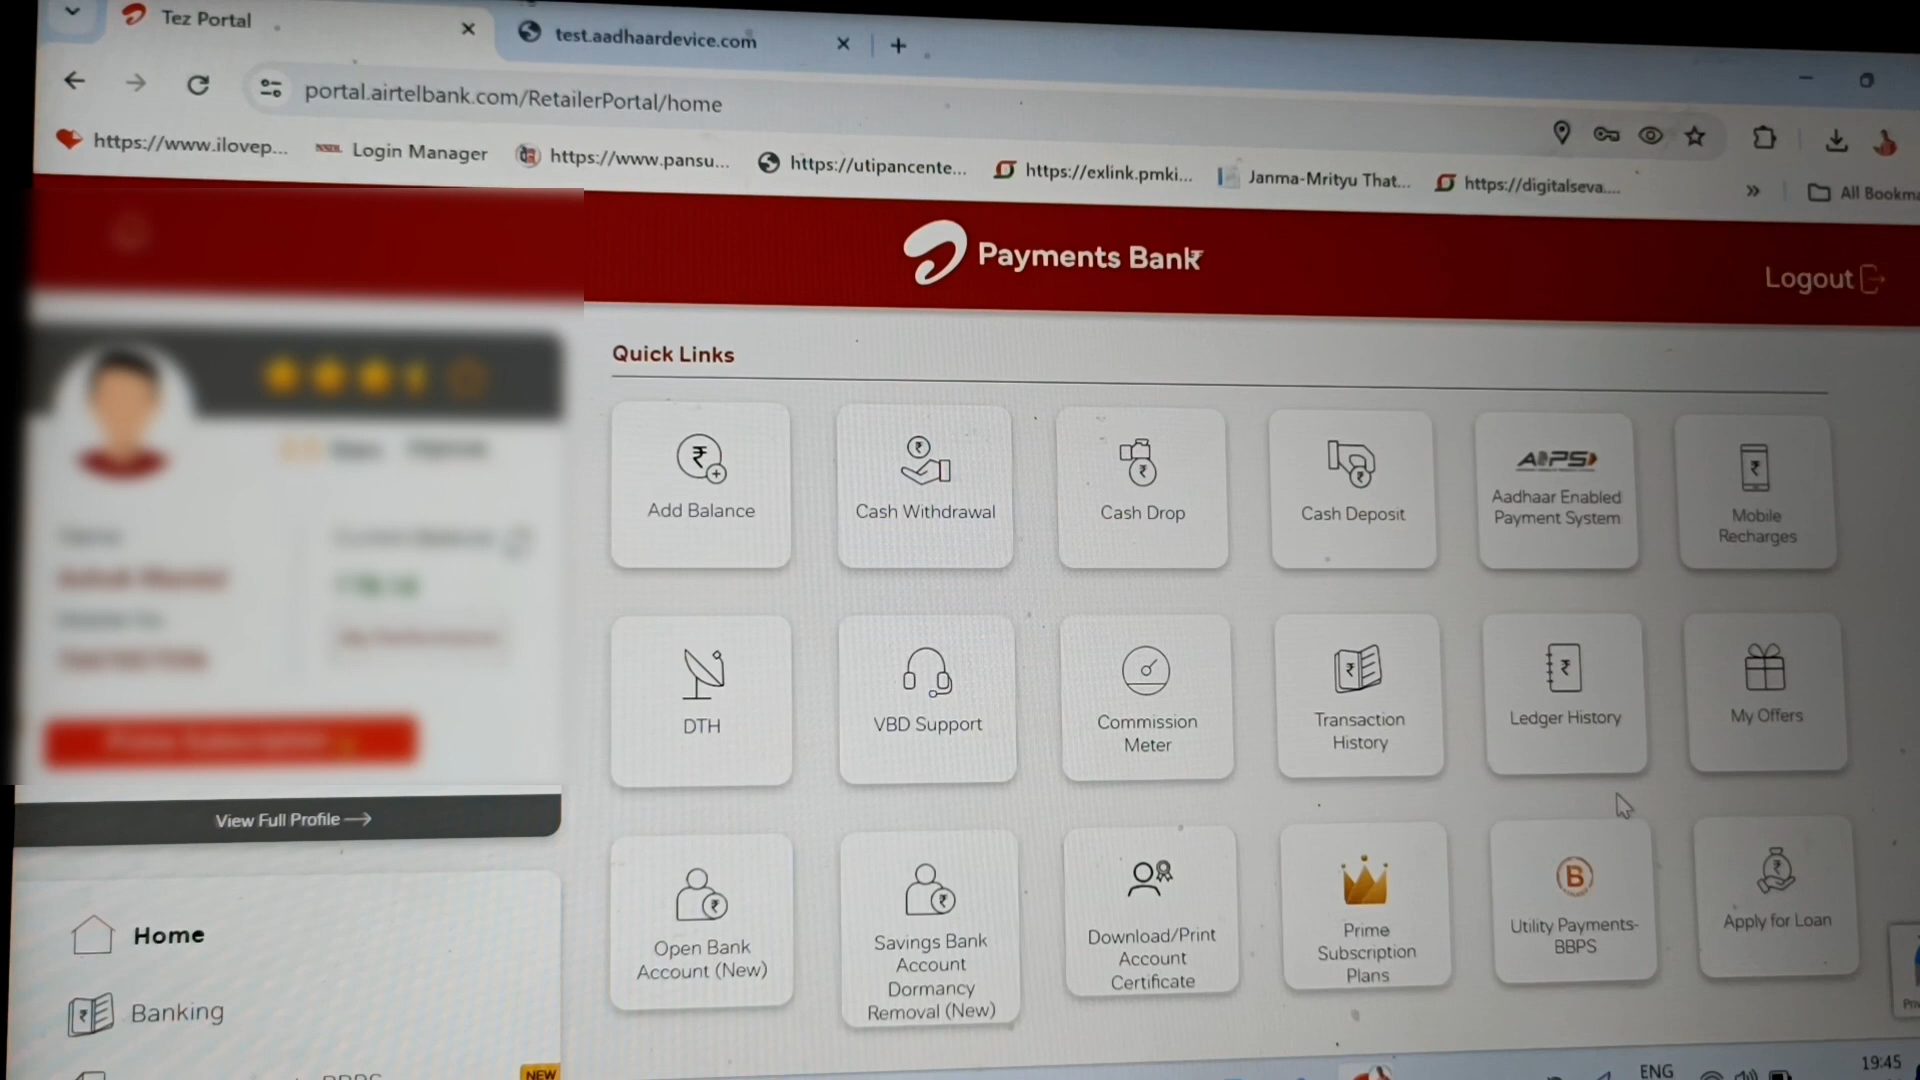 Tez Portal
test.aadhaardevice.com
portal.airtelbank.com/RetailerPortal/home
https://www.ilovep...
NSDL Login Manager
https://www.pansu...
https://utipancente...
https://exlink.pmki...
Janma-Mrityu That...
https://digitalseva....
All Bookma
Payments Bank
Logout
Quick Links
Add Balance
Cash Withdrawal
Cash Drop
Cash Deposit
AEPS
Aadhaar Enabled
Payment System
Mobile
Recharges
DTH
VBD Support
Commission
Meter
Transaction
History
Ledger History
My Offers
View Full Profile
Open Bank
Account (New)
Savings Bank
Account
Dormancy
Removal (New)
Download/Print
Account
Certificate
Prime
Subscription
Plans
B
Utility Payments-
BBPS
Apply for Loan
Home
Banking
NEW
ENG
19:45